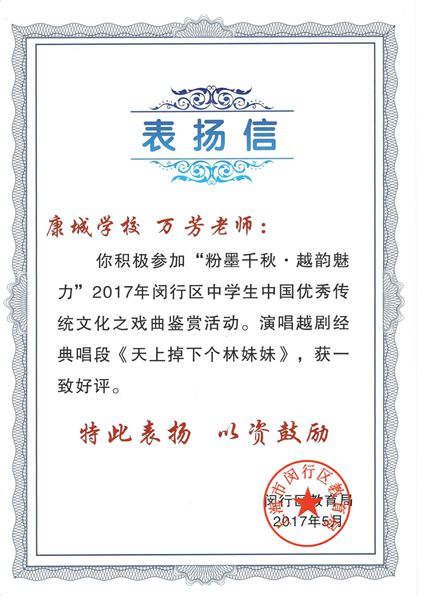 表扬信
康城学校 万芳老师：
你积极参加“粉墨千秋·越韵魅
力”2017年闵行区中学生中国优秀传
统文化之戏曲鉴赏活动。演唱越剧经
典唱段《天上掉下个林妹妹》，获一
致好评。
特此表扬 以资鼓励
上海市闵行区教育局
闵行区教育局
2017年5月